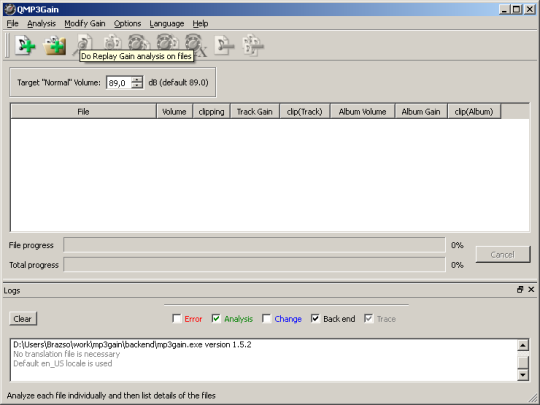 QMP3Gain
File Analysis Modify Gain Options Language Help
Do Replay Gain analysis on files
Target "Normal" Volume: 89,0 dB (default 89.0)
File Volume clipping Track Gain clip(Track) Album Volume Album Gain clip(Album)
File progress 0%
Cancel
Total progress 0%
Logs
Clear Error Analysis Change Back end Trace
D:\Users\Brazso\work\mp3gain\backend\mp3gain.exe version 1.5.2
No translation file is necessary
Default en_US locale is used
Analyze each file individually and then list details of the files